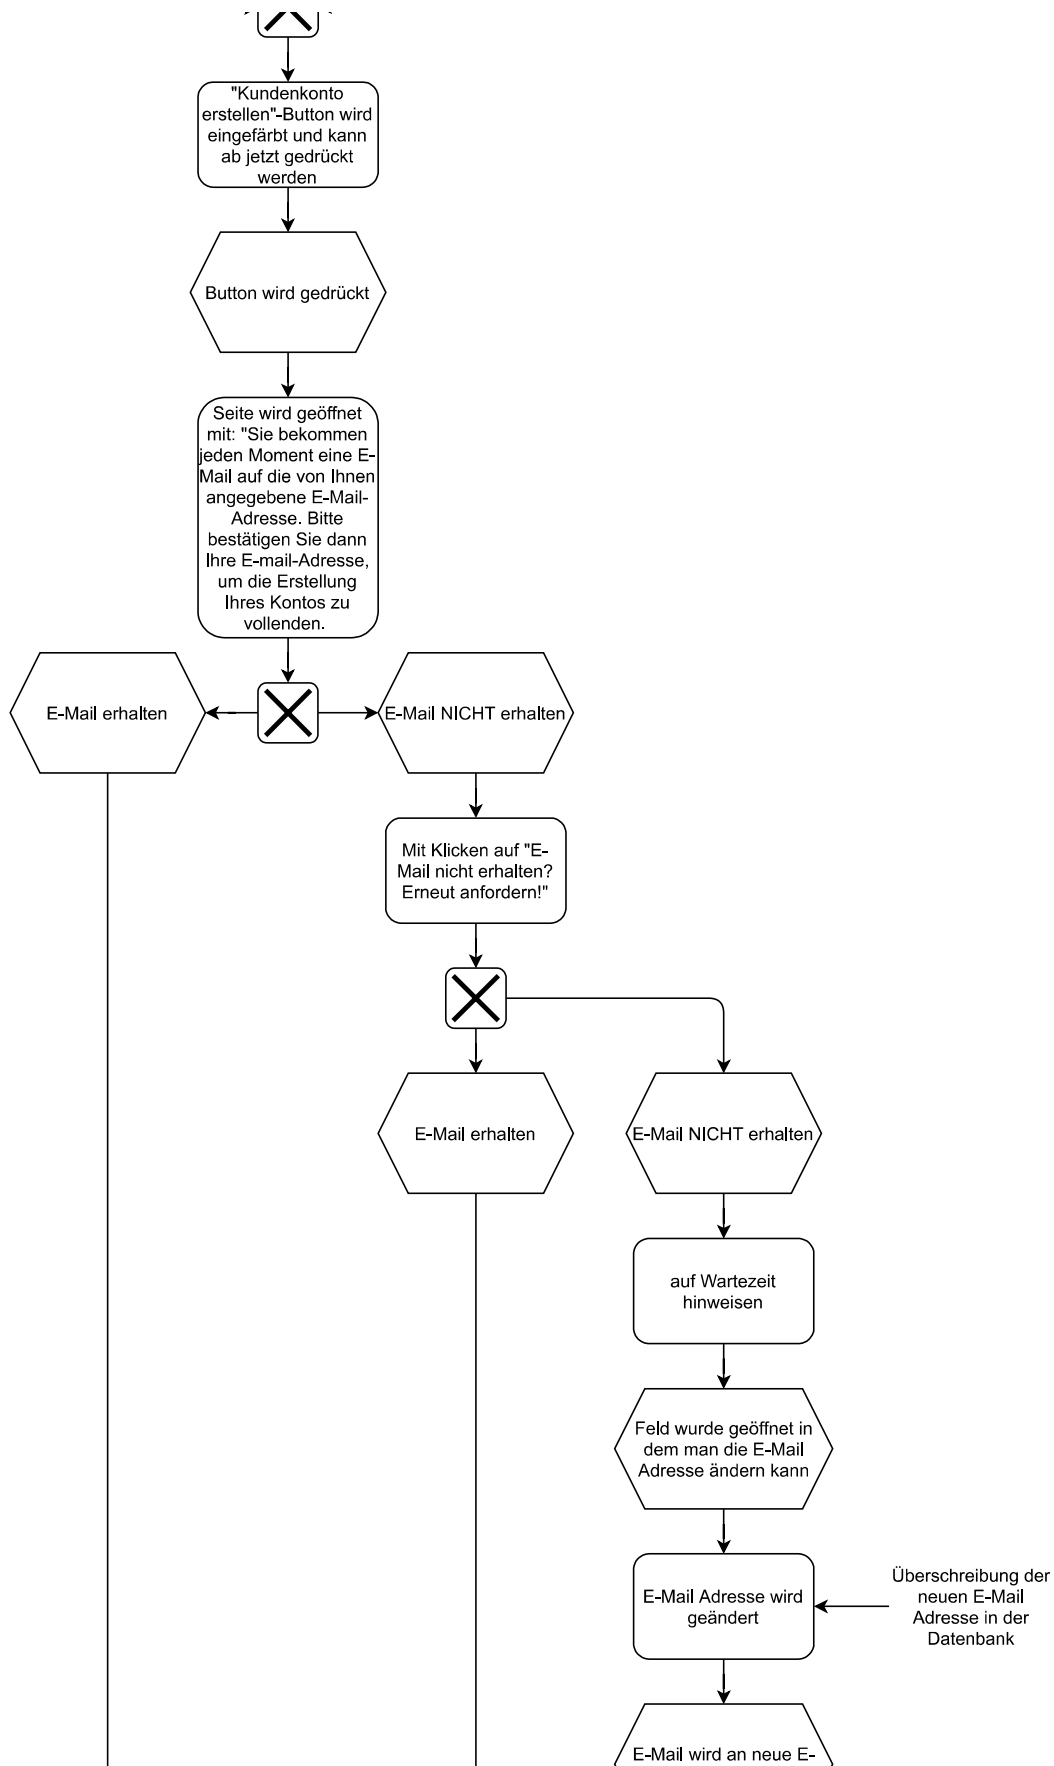 "Kundenkonto
erstellen"-Button wird
eingefärbt und kann
ab jetzt gedrückt
werden
Button wird gedrückt
Seite wird geöffnet
mit: "Sie bekommen
jeden Moment eine E-
Mail auf die von Ihnen
angegebene E-Mail-
Adresse. Bitte
bestätigen Sie dann
Ihre E-mail-Adresse,
um die Erstellung
Ihres Kontos zu
vollenden.
E-Mail erhalten
E-Mail NICHT erhalten
Mit Klicken auf "E-
Mail nicht erhalten?
Erneut anfordern!"
E-Mail erhalten
E-Mail NICHT erhalten
auf Wartezeit
hinweisen
Feld wurde geöffnet in
dem man die E-Mail
Adresse ändern kann
E-Mail Adresse wird
geändert
Überschreibung der
neuen E-Mail
Adresse in der
Datenbank
E-Mail wird an neue E-